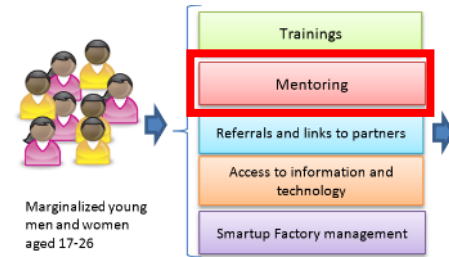 Trainings
Mentoring
Referrals and links to partners
Access to information and
technology
Smartup Factory management
Marginalized young
men and women
aged 17-26